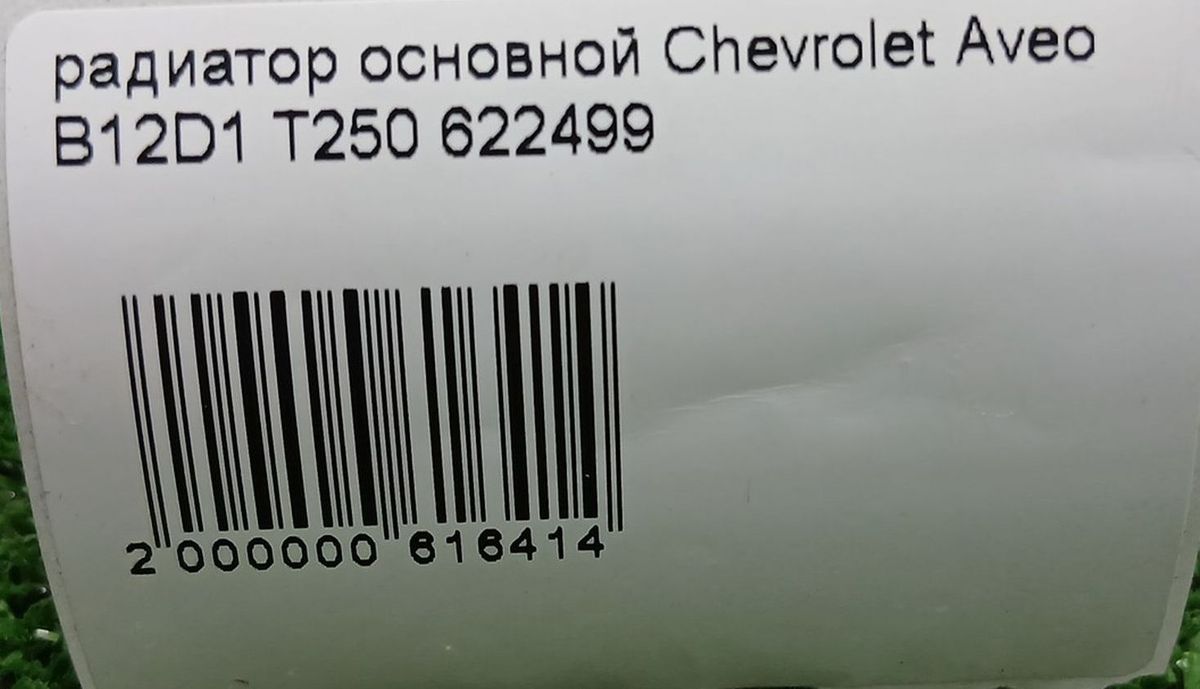 радиатор основной Chevrolet Aveo
B12D1 T250 622499
2 000000 616414